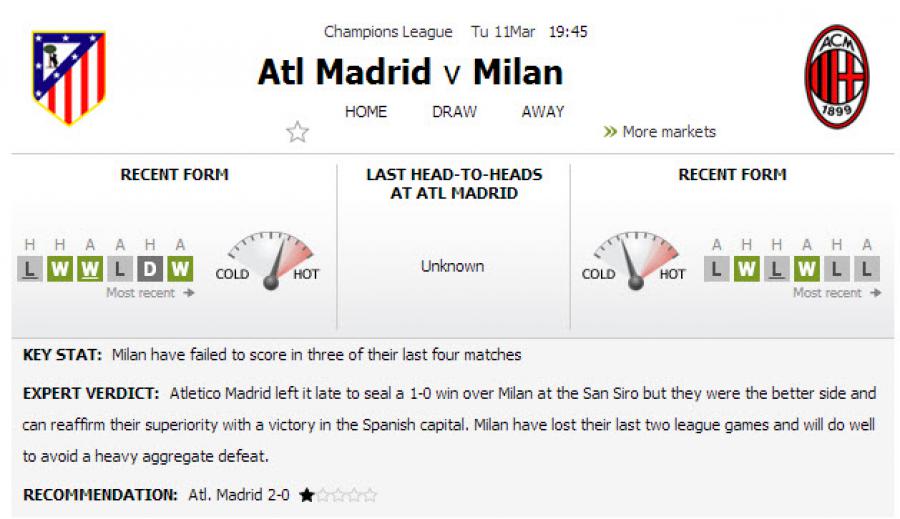 Champions League Tu 11Mar 19:45
Atl Madrid v Milan
ACM
1899
HOME DRAW AWAY
» More markets
RECENT FORM
H H A A H A
L W W L D W
Most recent →
COLD HOT
LAST HEAD-TO-HEADS
AT ATL MADRID
Unknown
RECENT FORM
COLD HOT
A H H A H A
L W L W L L
Most recent →
KEY STAT: Milan have failed to score in three of their last four matches
EXPERT VERDICT: Atletico Madrid left it late to seal a 1-0 win over Milan at the San Siro but they were the better side and
can reaffirm their superiority with a victory in the Spanish capital. Milan have lost their last two league games and will do well
to avoid a heavy aggregate defeat.
RECOMMENDATION: Atl. Madrid 2-0 ★☆☆☆☆